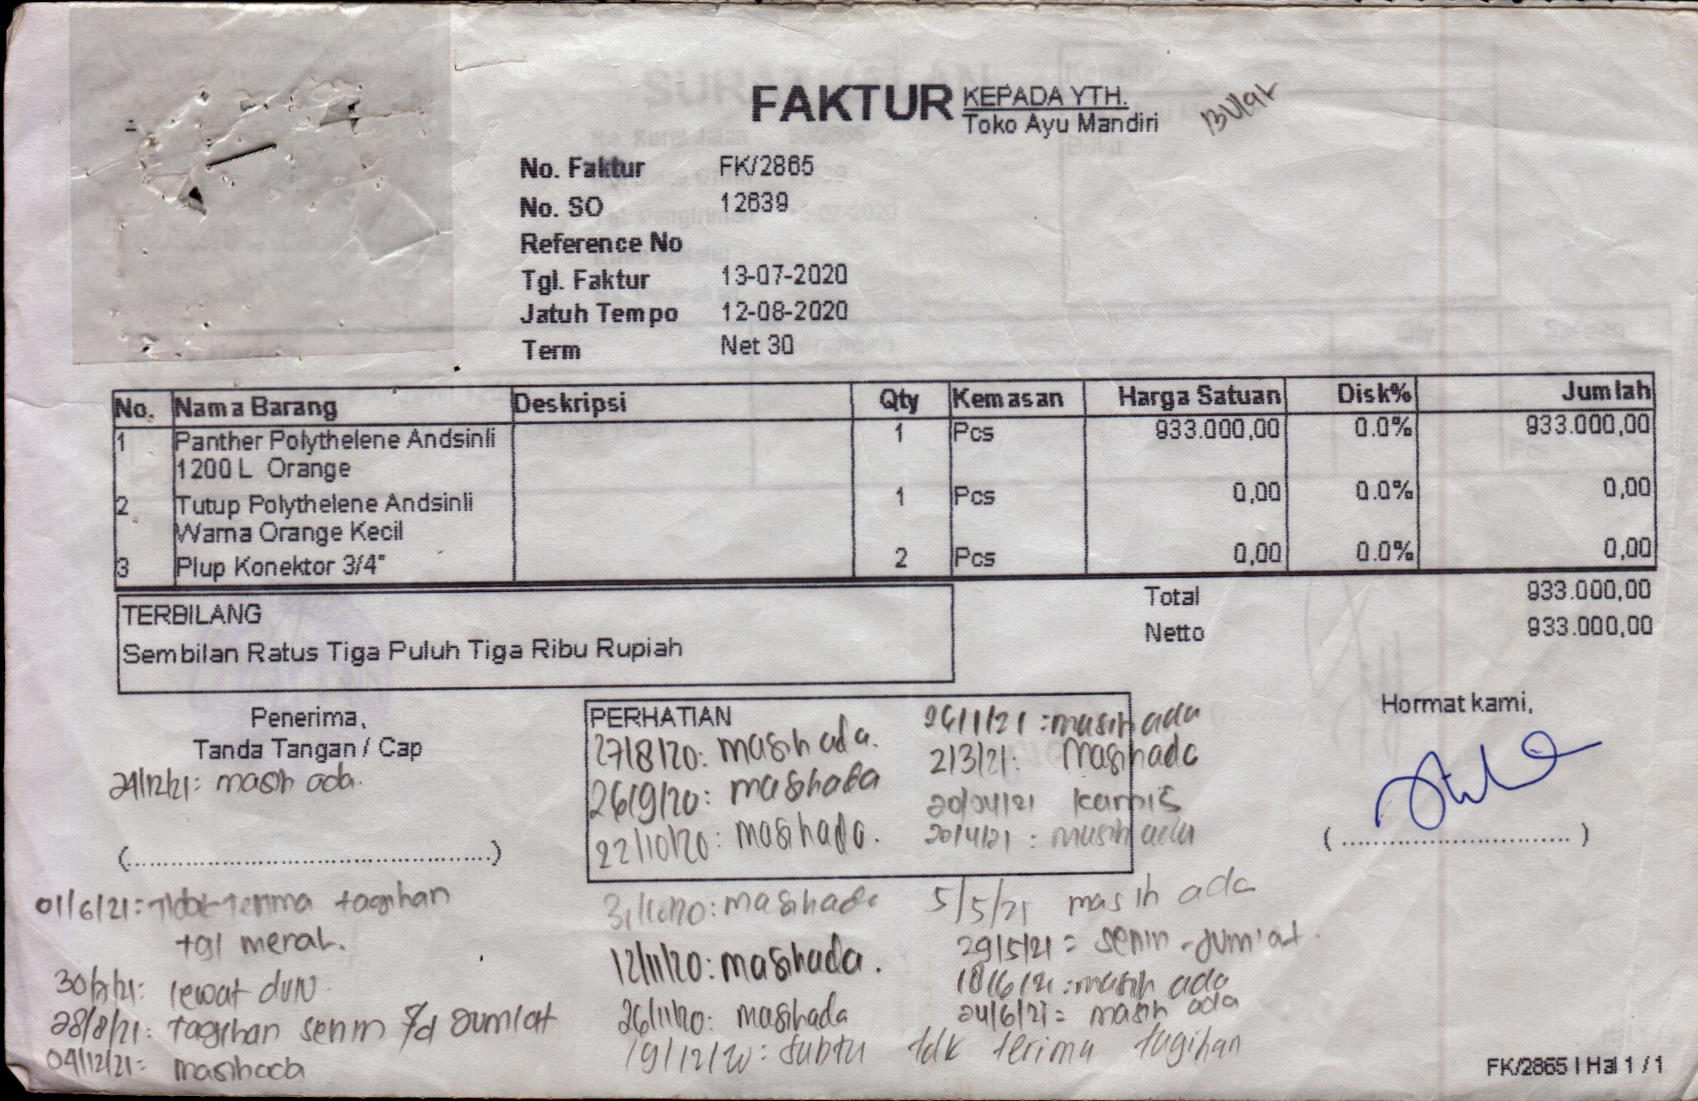 FAKTUR
KEPADA YTH.
Toko Ayu Mandiri
No. Faktur FK/2865
No. SO 12639
Reference No
Tgl. Faktur 13-07-2020
Jatuh Tempo 12-08-2020
Term Net 30
No. Nama Barang Deskripsi Qty Kemasan Harga Satuan Disk% Jumlah
1 Panther Polythelene Andsinli 1 Pcs 933.000,00 0.0% 933.000,00
1200 L Orange
2 Tutup Polythelene Andsinli 1 Pcs 0,00 0.0% 0,00
Warna Orange Kecil
3 Plup Konektor 3/4" 2 Pcs 0,00 0.0% 0,00
Total 933.000,00
Netto 933.000,00
TERBILANG
Sembilan Ratus Tiga Puluh Tiga Ribu Rupiah
Penerima,
Tanda Tangan / Cap
24/12/21: masih ada.
(................................................)
01/6/21: Tidak terima tagihan
tgl merah.
lewat dulu
28/8/21: tagihan senin s/d Jumlat
04/12/21: masihada
PERHATIAN
27/8/20: masih ada.
26/9/20: masihada
22/10/20: masihada.
masihada
12/11/20: masihada.
26/11/20: masihada
19/12/20: Sabtu tdk terima tagihan
26/1/21: masih ada
2/3/21: Masihada
20/04/21 kamis
20/4/21: masih ada
5/5/21 masih ada
29/5/21 = senin - Jumlat.
18/6/21: masih ada
24/6/21 = masih ada
Hormat kami,
(..............................)
FK/2865 | Hal 1 / 1